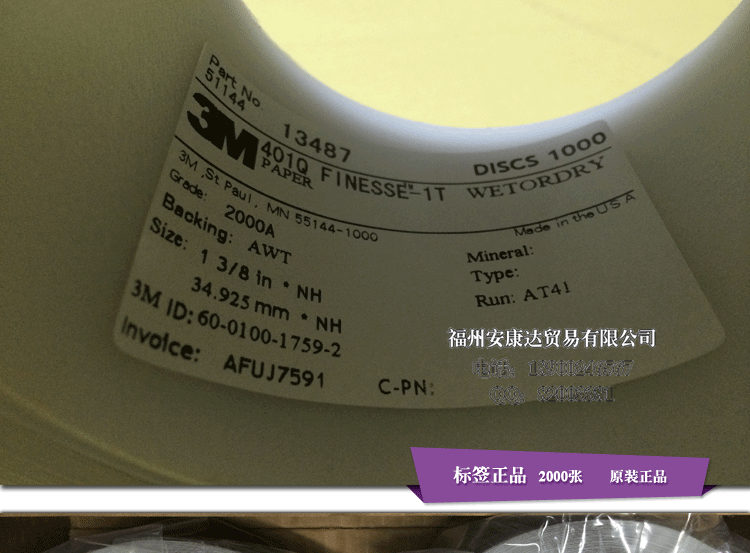 Part No
51144
13487
DISCS 1000
3M
401Q FINESSE™-1T WETORDRY
PAPER
3M, St Paul, MN 55144-1000
Made in the U S A
Grade: 2000A
Backing: AWT
Size: 1 3/8 in * NH
34.925 mm * NH
3M ID: 60-0100-1759-2
Invoice: AFUJ7591
C-PN:
Mineral:
Type:
Run: AT41
福州安康达贸易有限公司
标签正品 2000张 原装正品